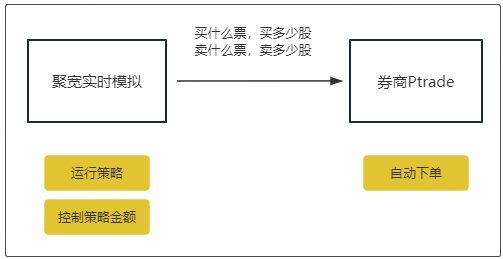 买什么票，买多少股
卖什么票，卖多少股
聚宽实时模拟
券商Ptrade
运行策略
自动下单
控制策略金额